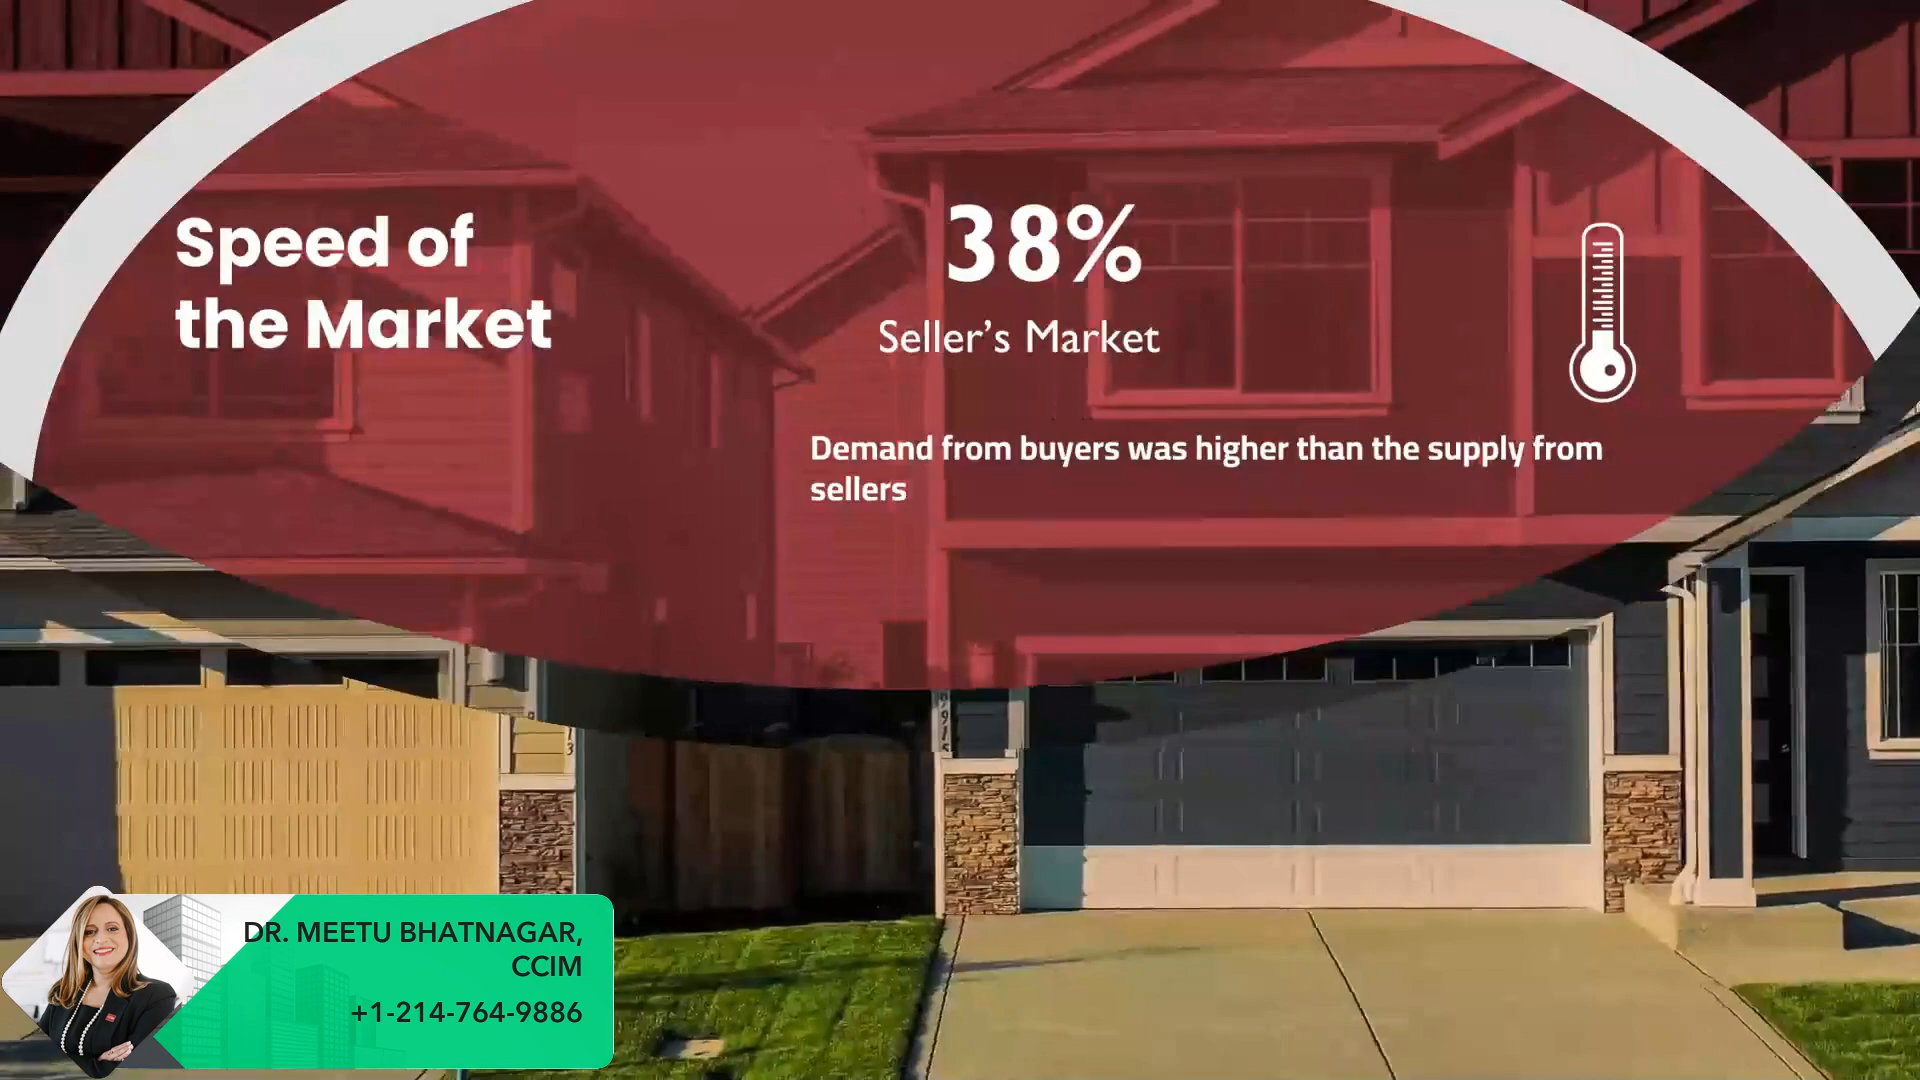 Speed of
the Market
38%
Seller's Market
Demand from buyers was higher than the supply from
sellers
DR. MEETU BHATNAGAR,
CCIM
+1-214-764-9886